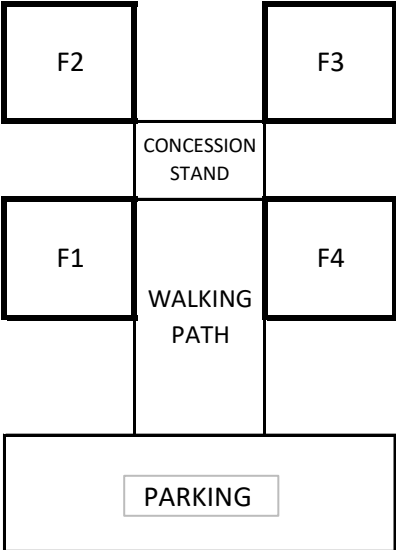 F2
F3
CONCESSION
STAND
F1
F4
WALKING
PATH
PARKING